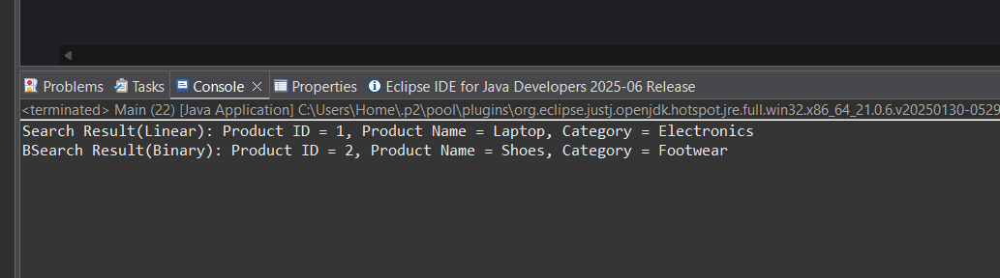 Problems Tasks Console Properties Eclipse IDE for Java Developers 2025-06 Release
<terminated> Main (22) [Java Application] C:\Users\Home\.p2\pool\plugins\org.eclipse.justj.openjdk.hotspot.jre.full.win32.x86_64_21.0.6.v20250130-0529
Search Result(Linear): Product ID = 1, Product Name = Laptop, Category = Electronics
BSearch Result(Binary): Product ID = 2, Product Name = Shoes, Category = Footwear